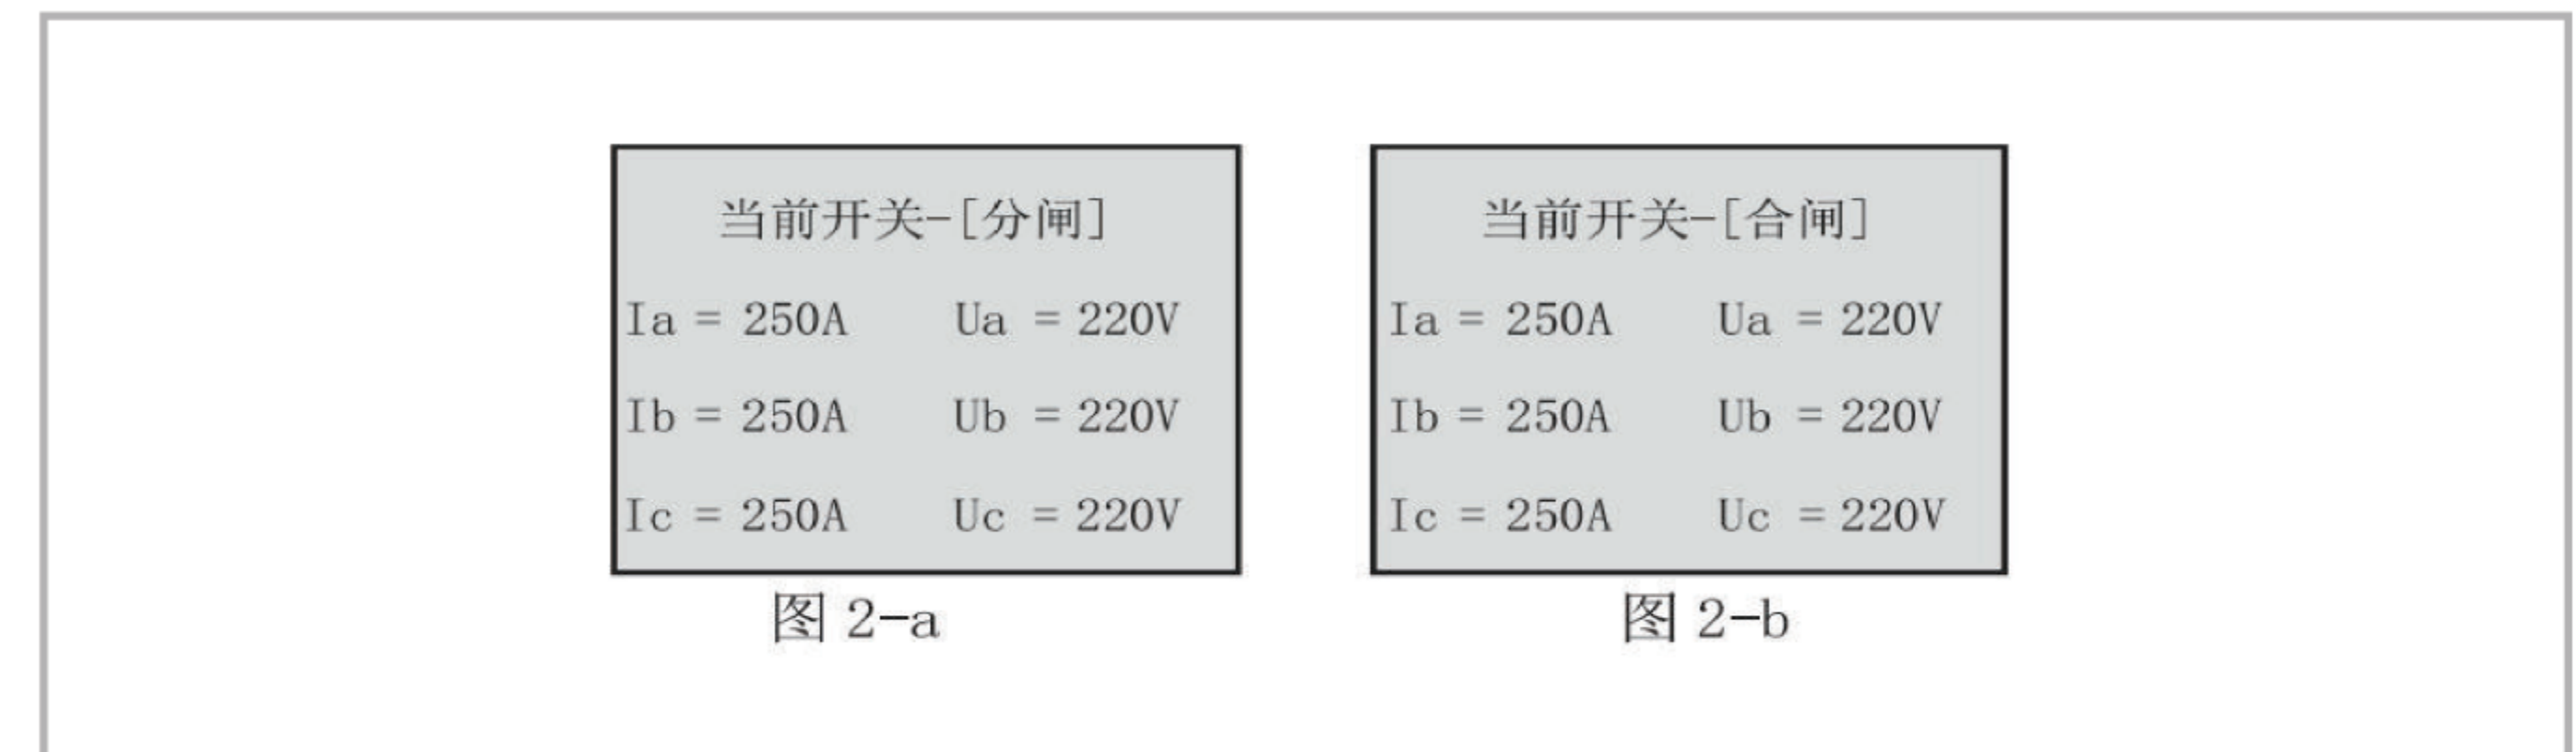 当前开关-[分闸]
Ia = 250A Ua = 220V
Ib = 250A Ub = 220V
Ic = 250A Uc = 220V
图 2-a
当前开关-[合闸]
Ia = 250A Ua = 220V
Ib = 250A Ub = 220V
Ic = 250A Uc = 220V
图 2-b